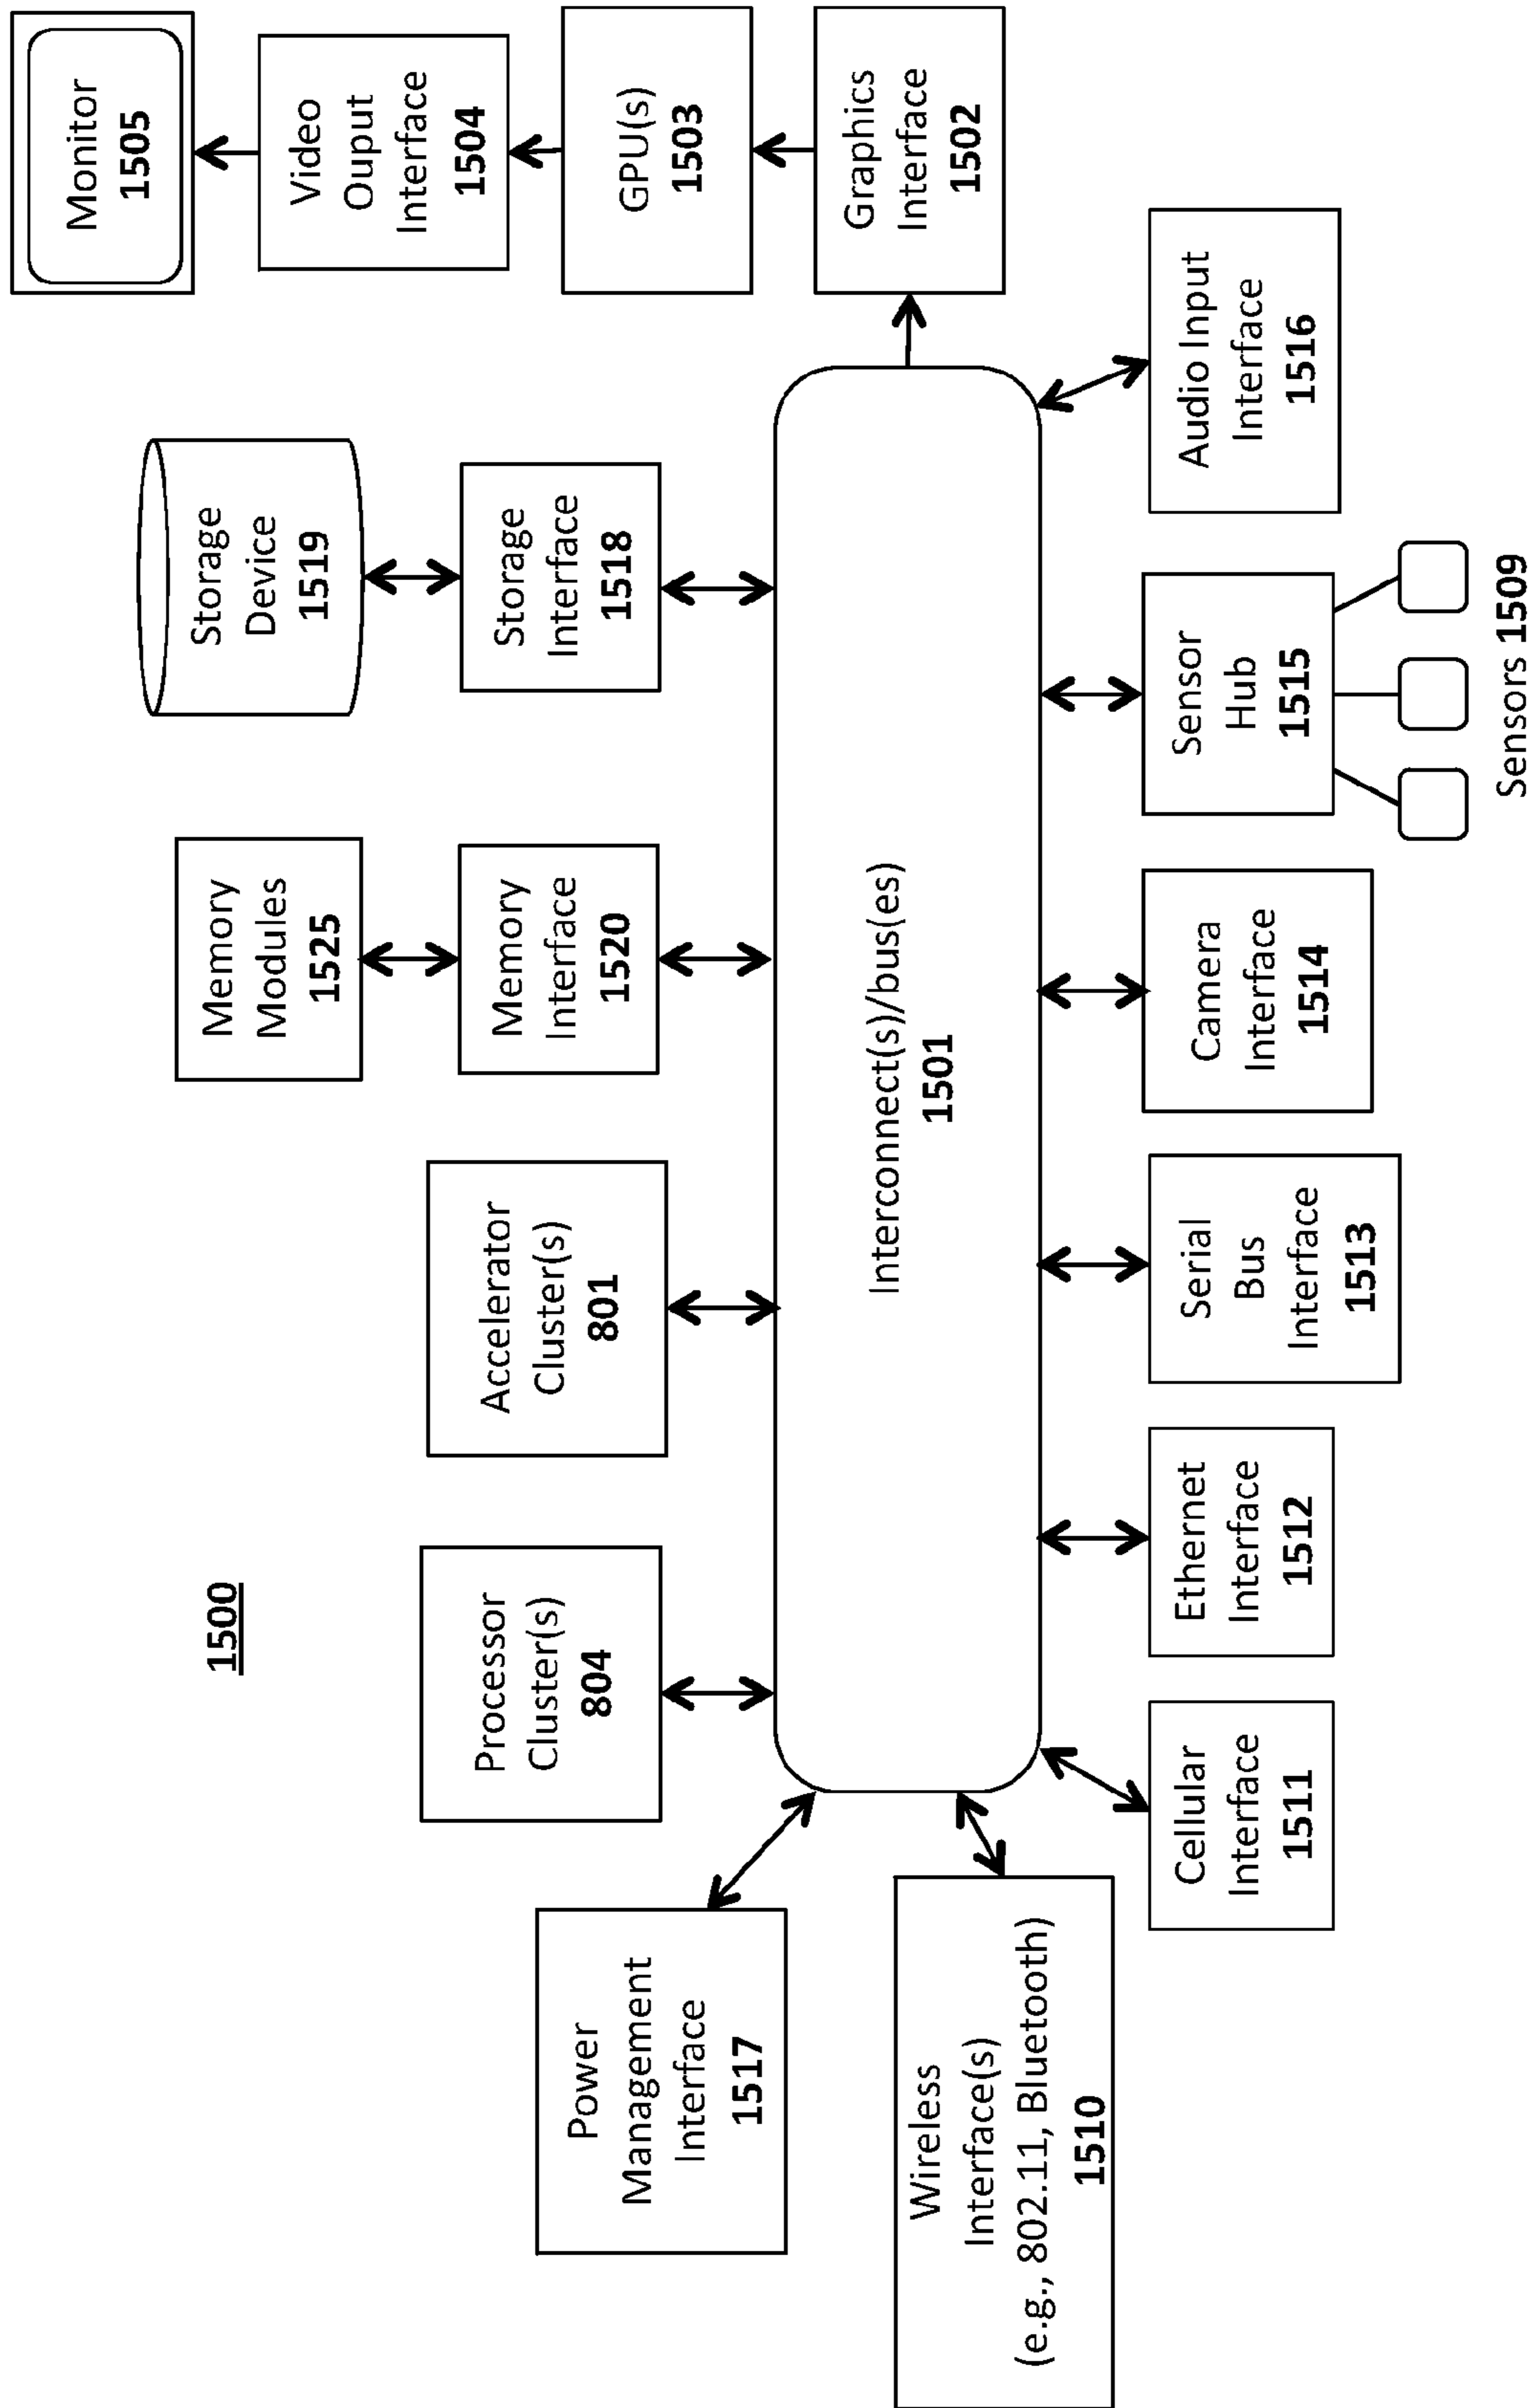 1500
Power
Management
Interface
1517
Processor
Cluster(s)
804
Accelerator
Cluster(s)
801
Memory
Modules
1525
Memory
Interface
1520
Storage
Device
1519
Storage
Interface
1518
Monitor
1505
Video
Ouput
Interface
1504
GPU(s)
1503
Graphics
Interface
1502
Interconnect(s)/bus(es)
1501
Wireless
Interface(s)
(e.g., 802.11, Bluetooth)
1510
Cellular
Interface
1511
Ethernet
Interface
1512
Serial
Bus
Interface
1513
Camera
Interface
1514
Sensor
Hub
1515
Sensors 1509
Audio Input
Interface
1516